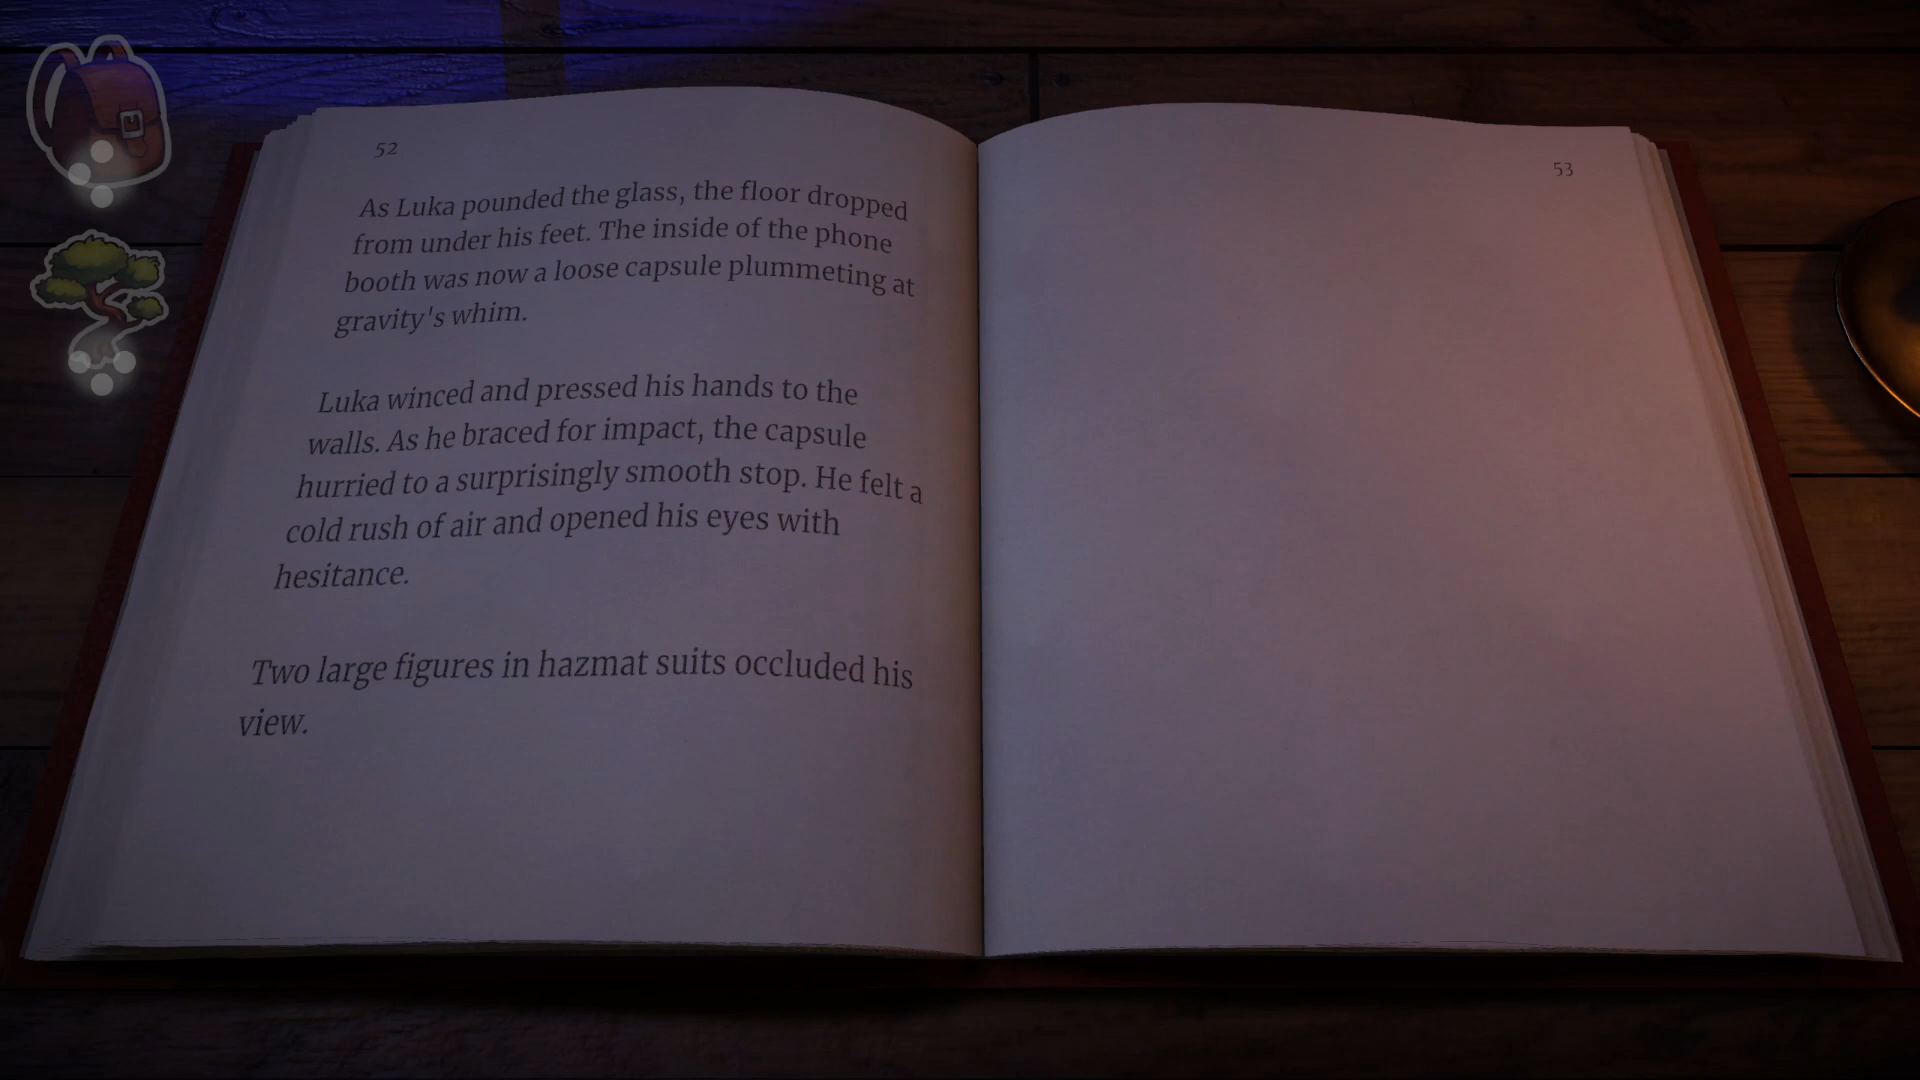 52
As Luka pounded the glass, the floor dropped
from under his feet. The inside of the phone
booth was now a loose capsule plummeting at
gravity's whim.
Luka winced and pressed his hands to the
walls. As he braced for impact, the capsule
hurried to a surprisingly smooth stop. He felt a
cold rush of air and opened his eyes with
hesitance.
Two large figures in hazmat suits occluded his
view.
53